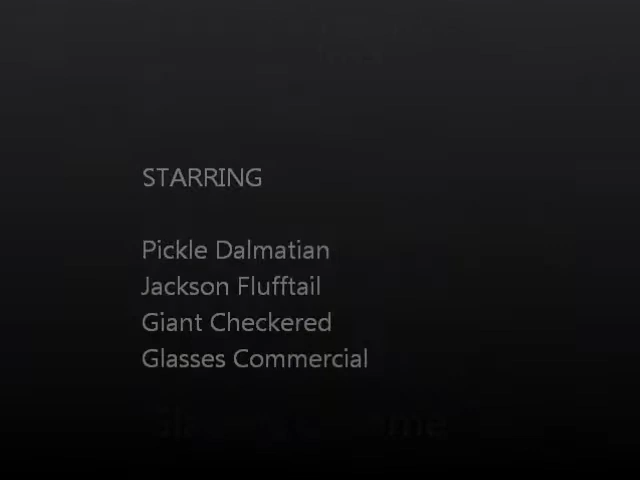 STARRING
Pickle Dalmatian
Jackson Flufftail
Giant Checkered
Glasses Commercial